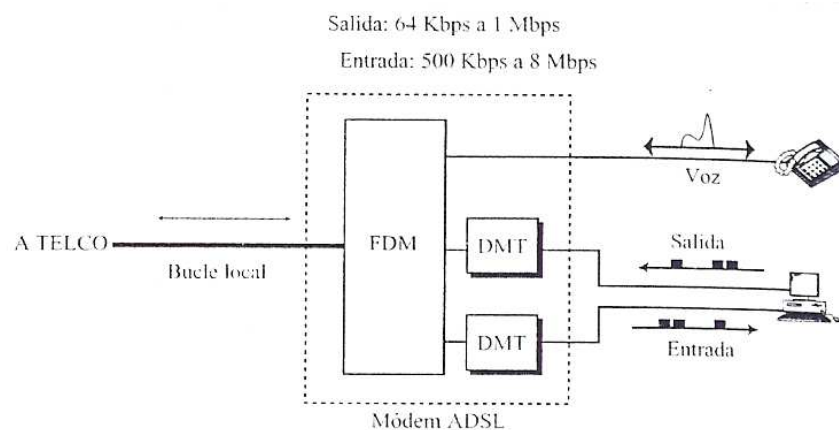 Salida: 64 Kbps a 1 Mbps
Entrada: 500 Kbps a 8 Mbps
Voz
A TELCO
Bucle local
FDM
DMT
Salida
DMT
Entrada
Módem ADSL